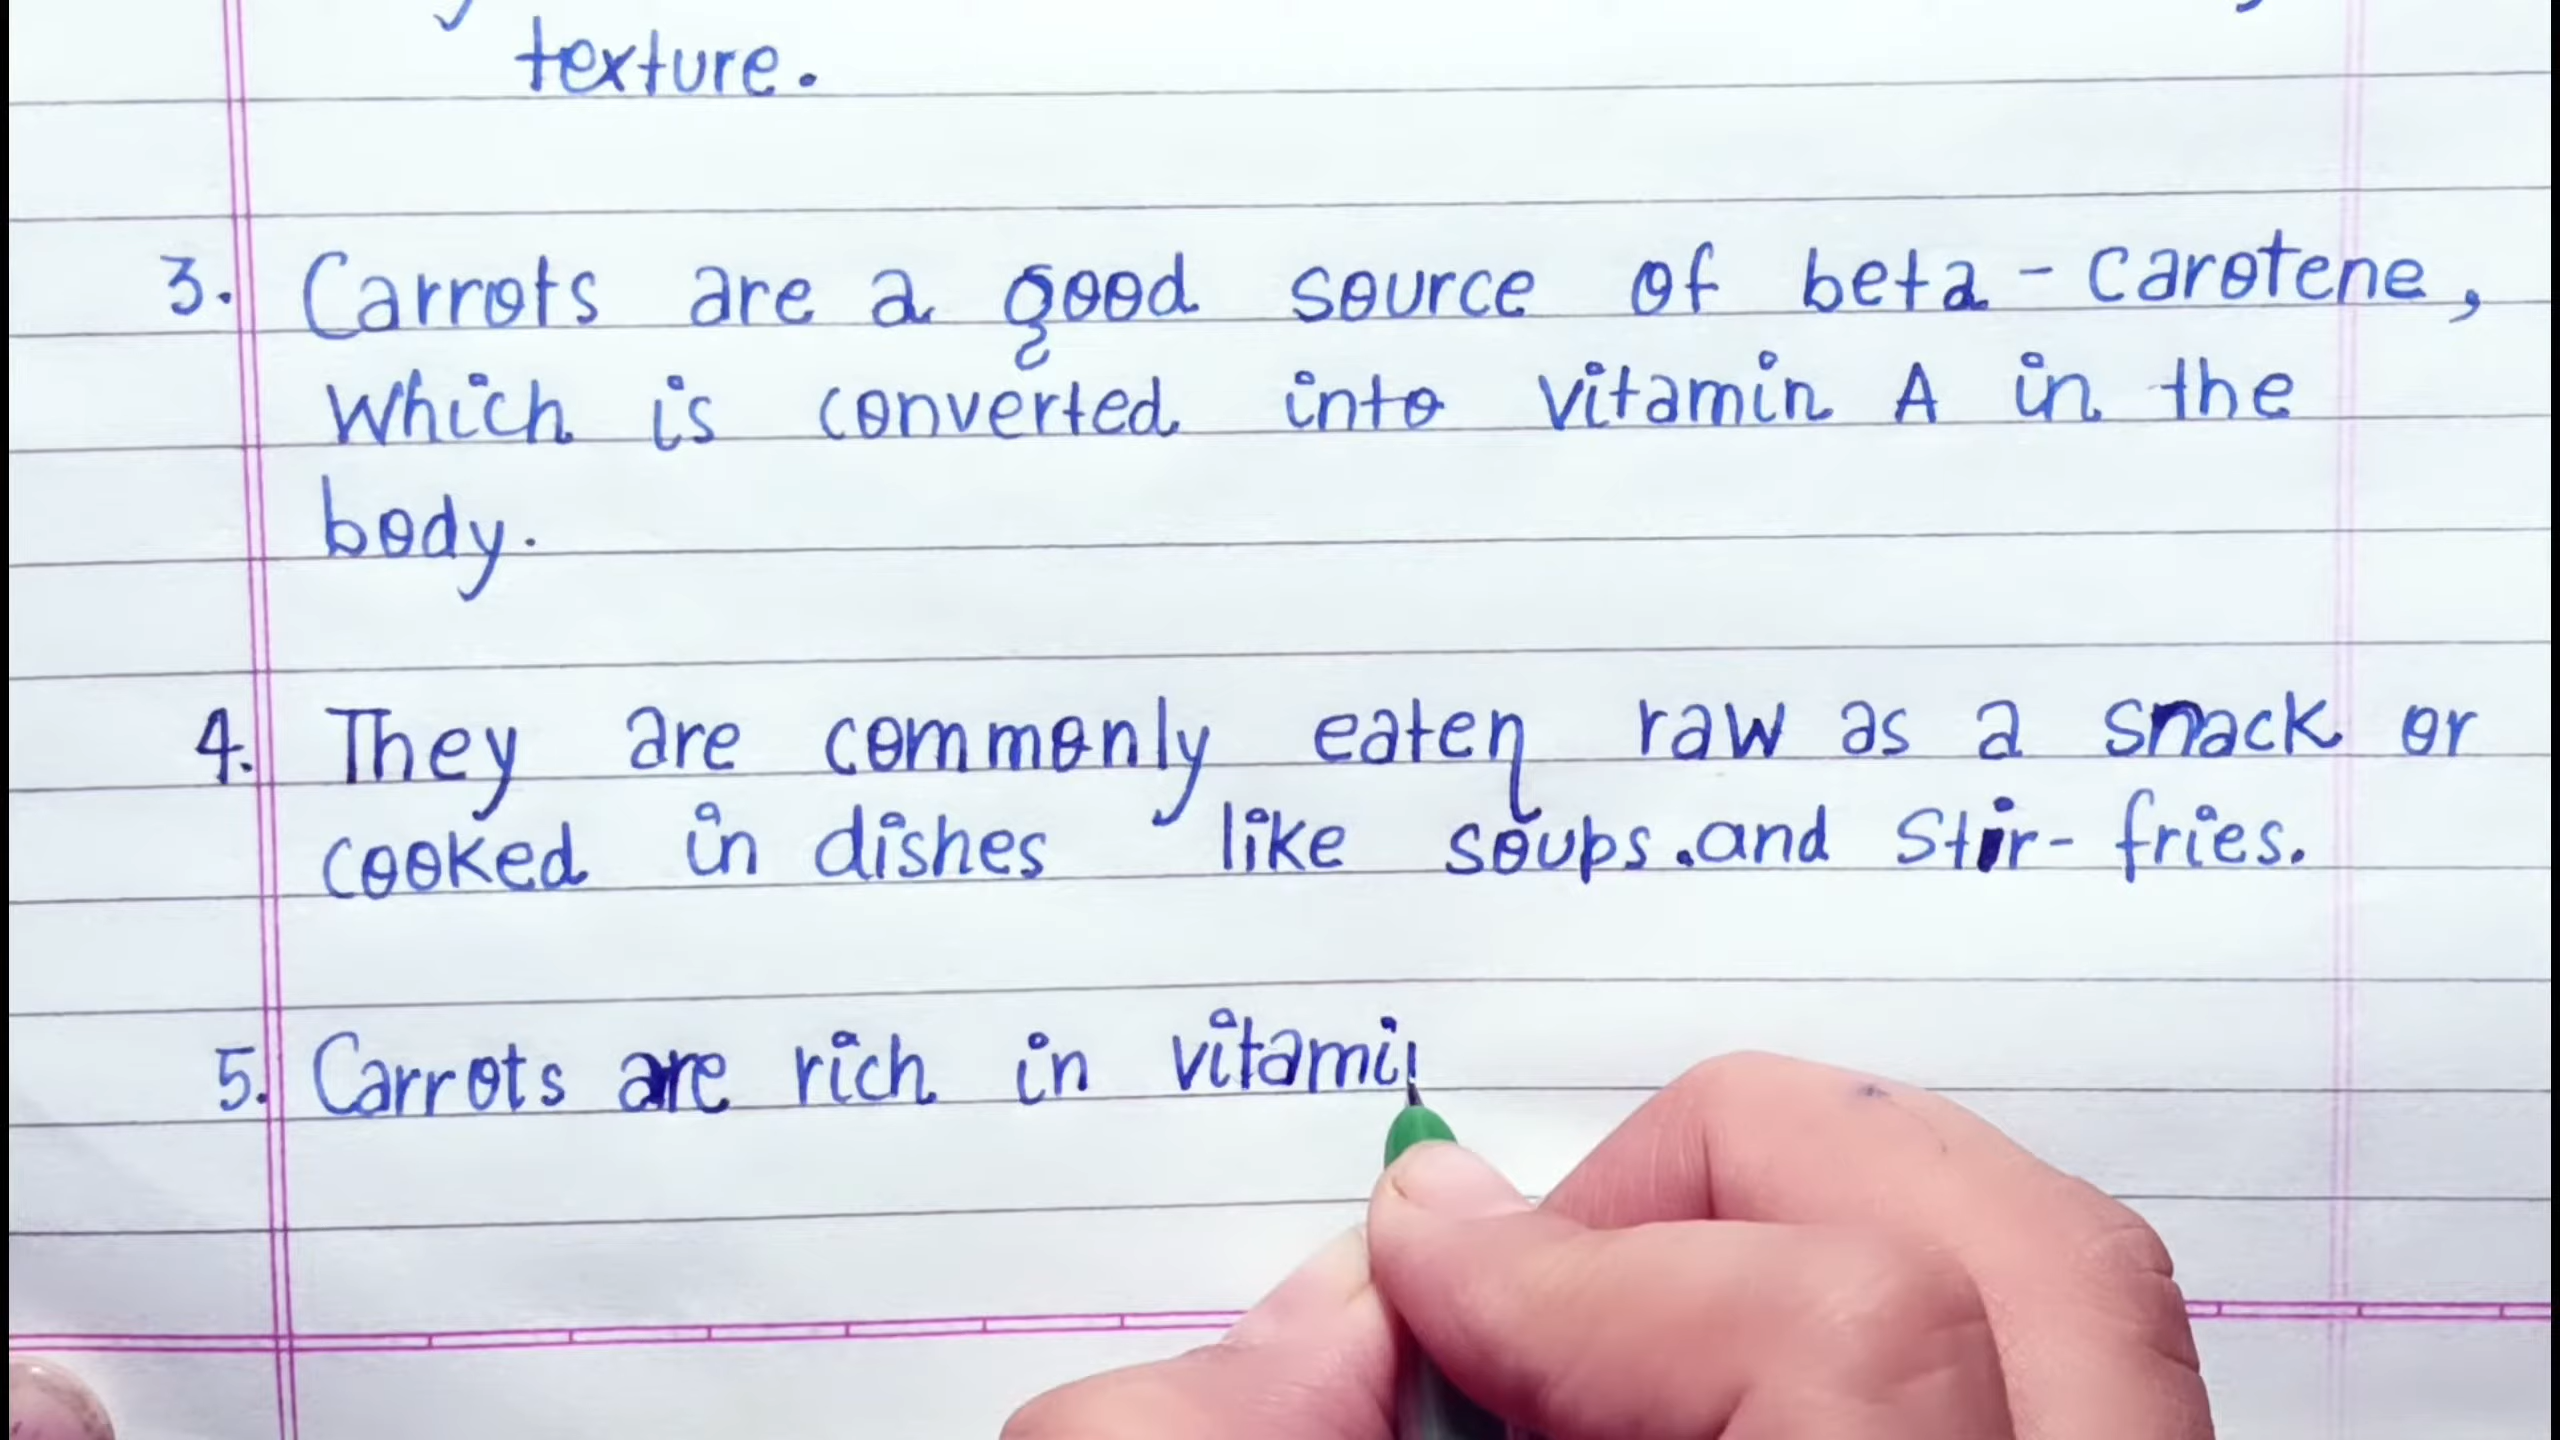 texture.
3. Carrots are a good source of beta - carotene,
which is converted into vitamin A in the
body.
4. They are commonly eaten raw as a snack or
cooked in dishes like soups.and Stir- fries.
5. Carrots are rich in vitami